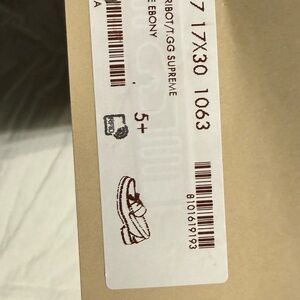 7 17X30 1063
RIBOT/T.GG SUPREME
E EBONY
5+
8101619193
A